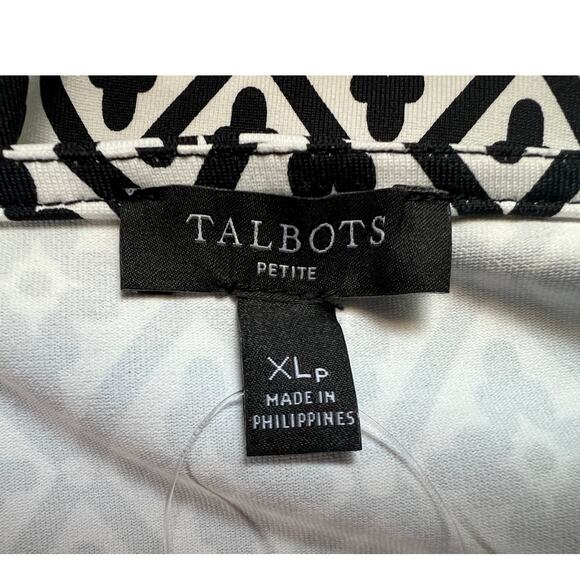 TALBOTS
PETITE
XLP
MADE IN
PHILIPPINES